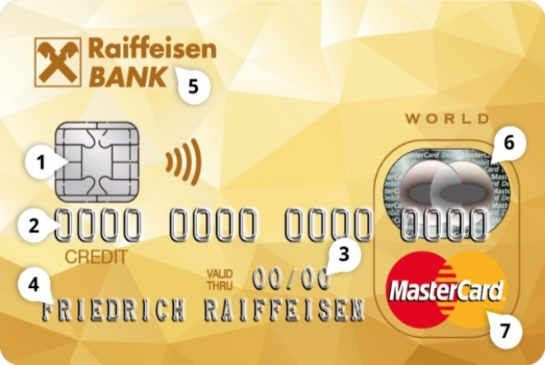 Raiffeisen
BANK
5
WORLD
6
1
2
0000 0000 0000 0000
CREDIT
3
VALID
THRU
00/00
4
FRIEDRICH RAIFFEISEN
MasterCard
7